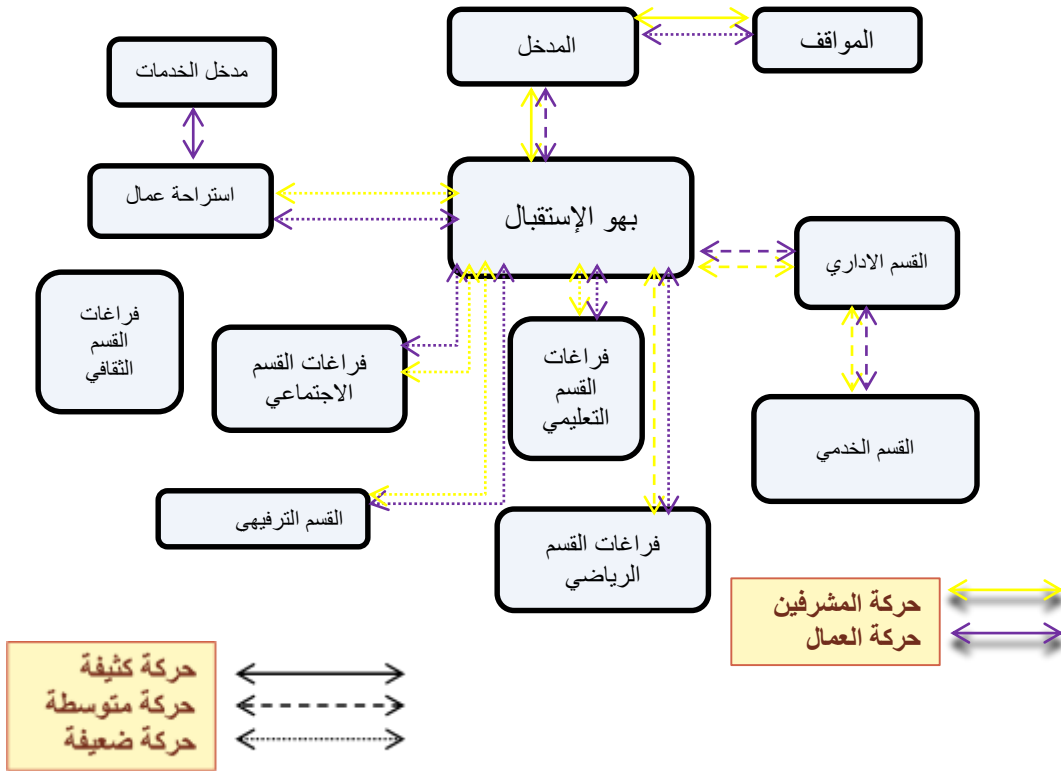 المواقف
المدخل
مدخل الخدمات
استراحة عمال
بهو الإستقبال
القسم الاداري
فراغات
القسم
الثقافي
فراغات القسم
الاجتماعي
فراغات
القسم
التعليمي
القسم الخدمي
القسم الترفيهى
فراغات القسم
الرياضي
حركة المشرفين
حركة العمال
حركة كثيفة
حركة متوسطة
حركة ضعيفة